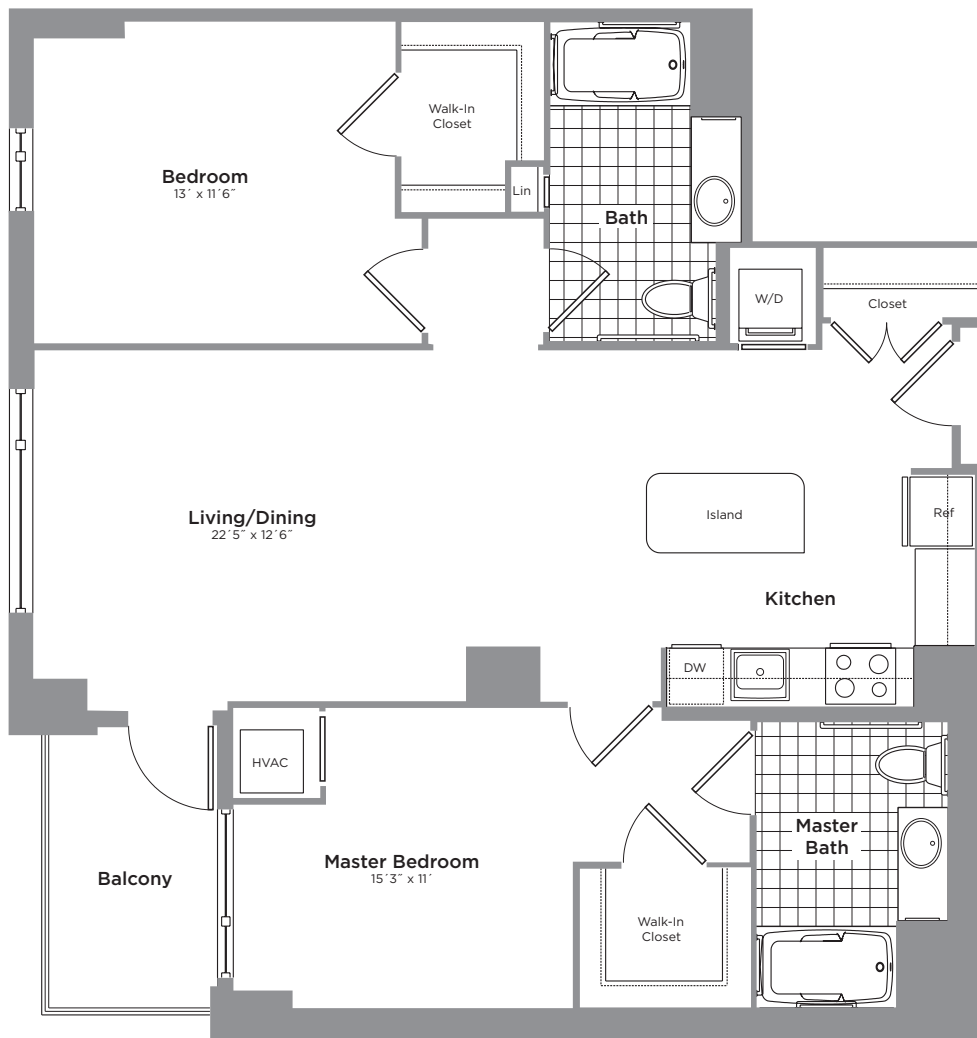 Walk-In
Closet
Bedroom
13´ x 11´6˝
Lin
Bath
W/D
Closet
Living/Dining
22´5˝ x 12´6˝
Island
Ref
Kitchen
DW
HVAC
Master Bedroom
15´3˝ x 11´
Master
Bath
Balcony
Walk-In
Closet